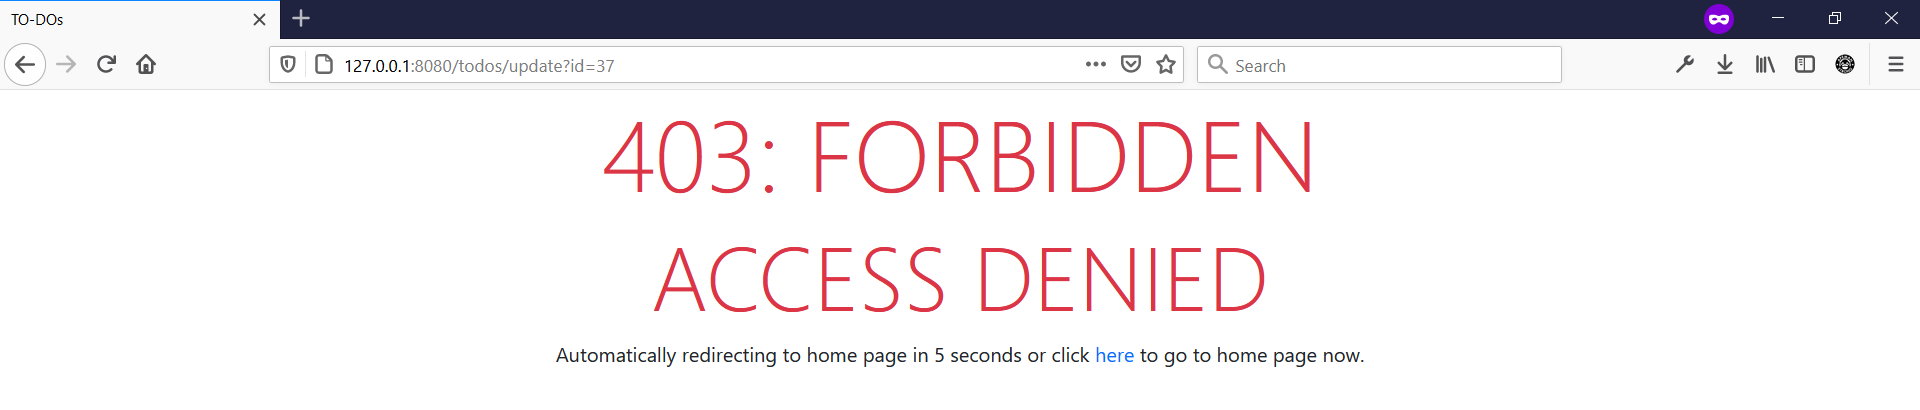 TO-DOs
127.0.0.1:8080/todos/update?id=37
Search
403: FORBIDDEN
ACCESS DENIED
Automatically redirecting to home page in 5 seconds or click here to go to home page now.